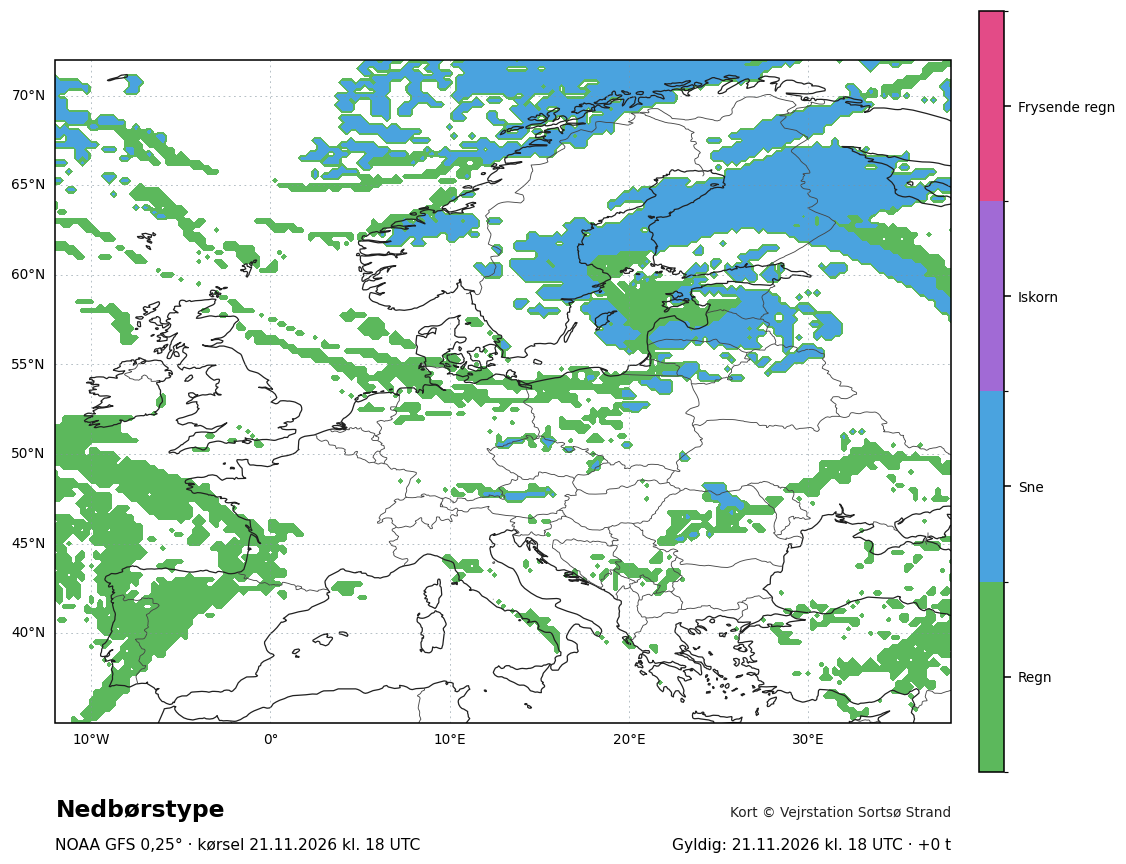 70°N
65°N
60°N
55°N
50°N
45°N
40°N
10°W
0°
10°E
20°E
30°E
Frysende regn
Iskorn
Sne
Regn
Nedbørstype
Kort © Vejrstation Sortsø Strand
NOAA GFS 0,25° · kørsel 21.11.2026 kl. 18 UTC
Gyldig: 21.11.2026 kl. 18 UTC · +0 t